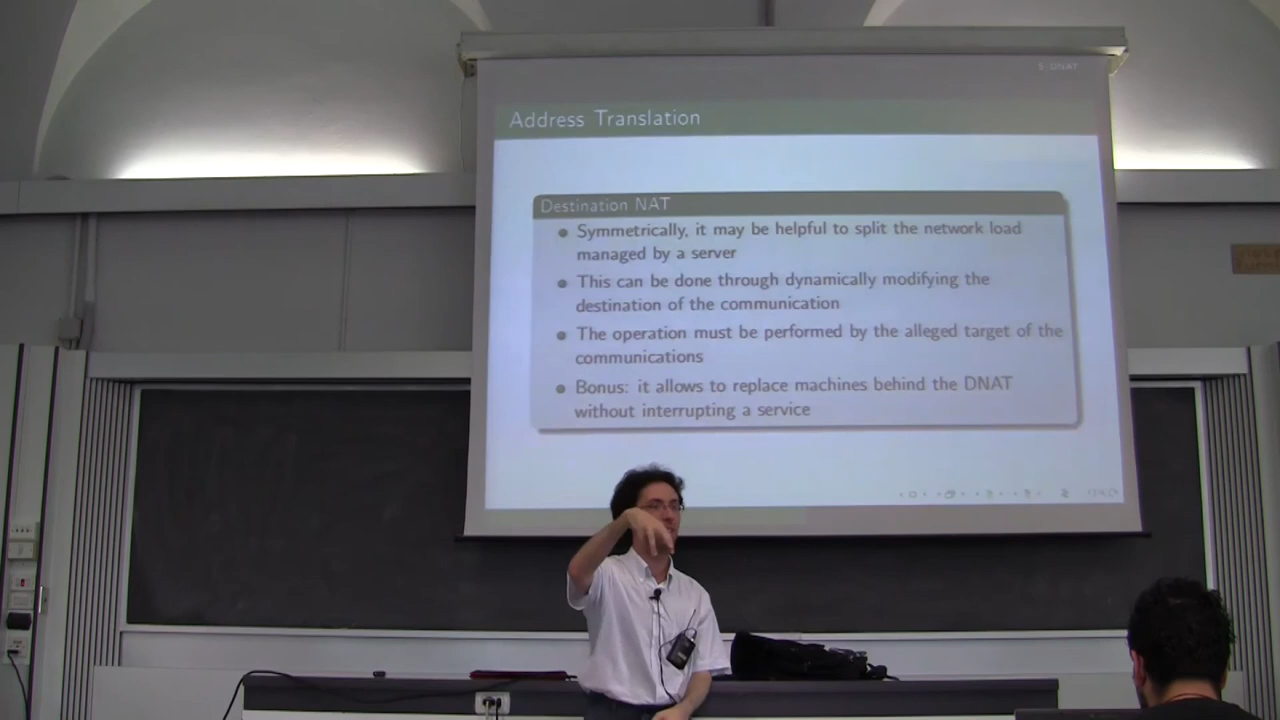 5: DNAT
Address Translation
Destination NAT
Symmetrically, it may be helpful to split the network load
managed by a server
This can be done through dynamically modifying the
destination of the communication
The operation must be performed by the alleged target of the
communications
Bonus: it allows to replace machines behind the DNAT
without interrupting a service